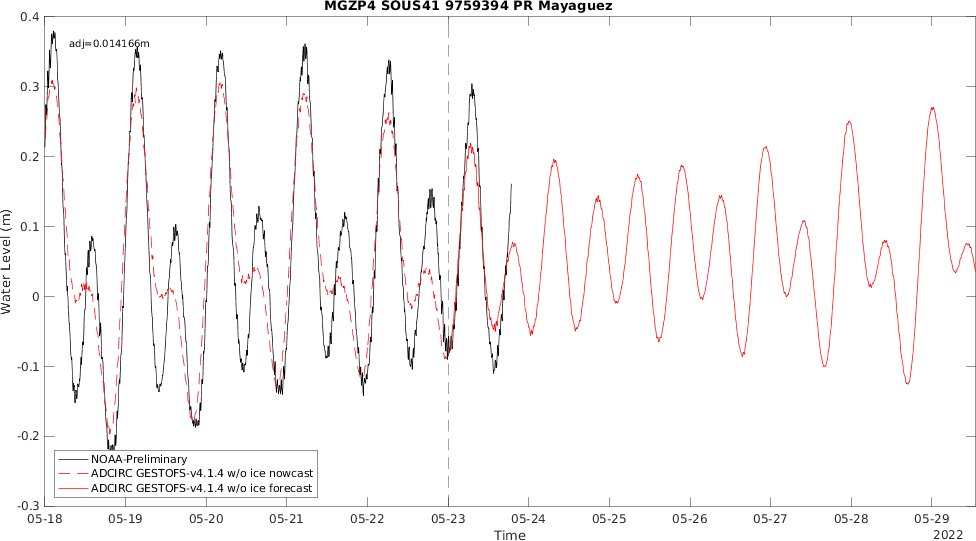 MGZP4 SOUS41 9759394 PR Mayaguez
adj=0.014166m
0.4
0.3
0.2
0.1
0
-0.1
-0.2
-0.3
Water Level (m)
NOAA-Preliminary
ADCIRC GESTOFS-v4.1.4 w/o ice nowcast
ADCIRC GESTOFS-v4.1.4 w/o ice forecast
05-18 05-19 05-20 05-21 05-22 05-23 05-24 05-25 05-26 05-27 05-28 05-29
2022
Time